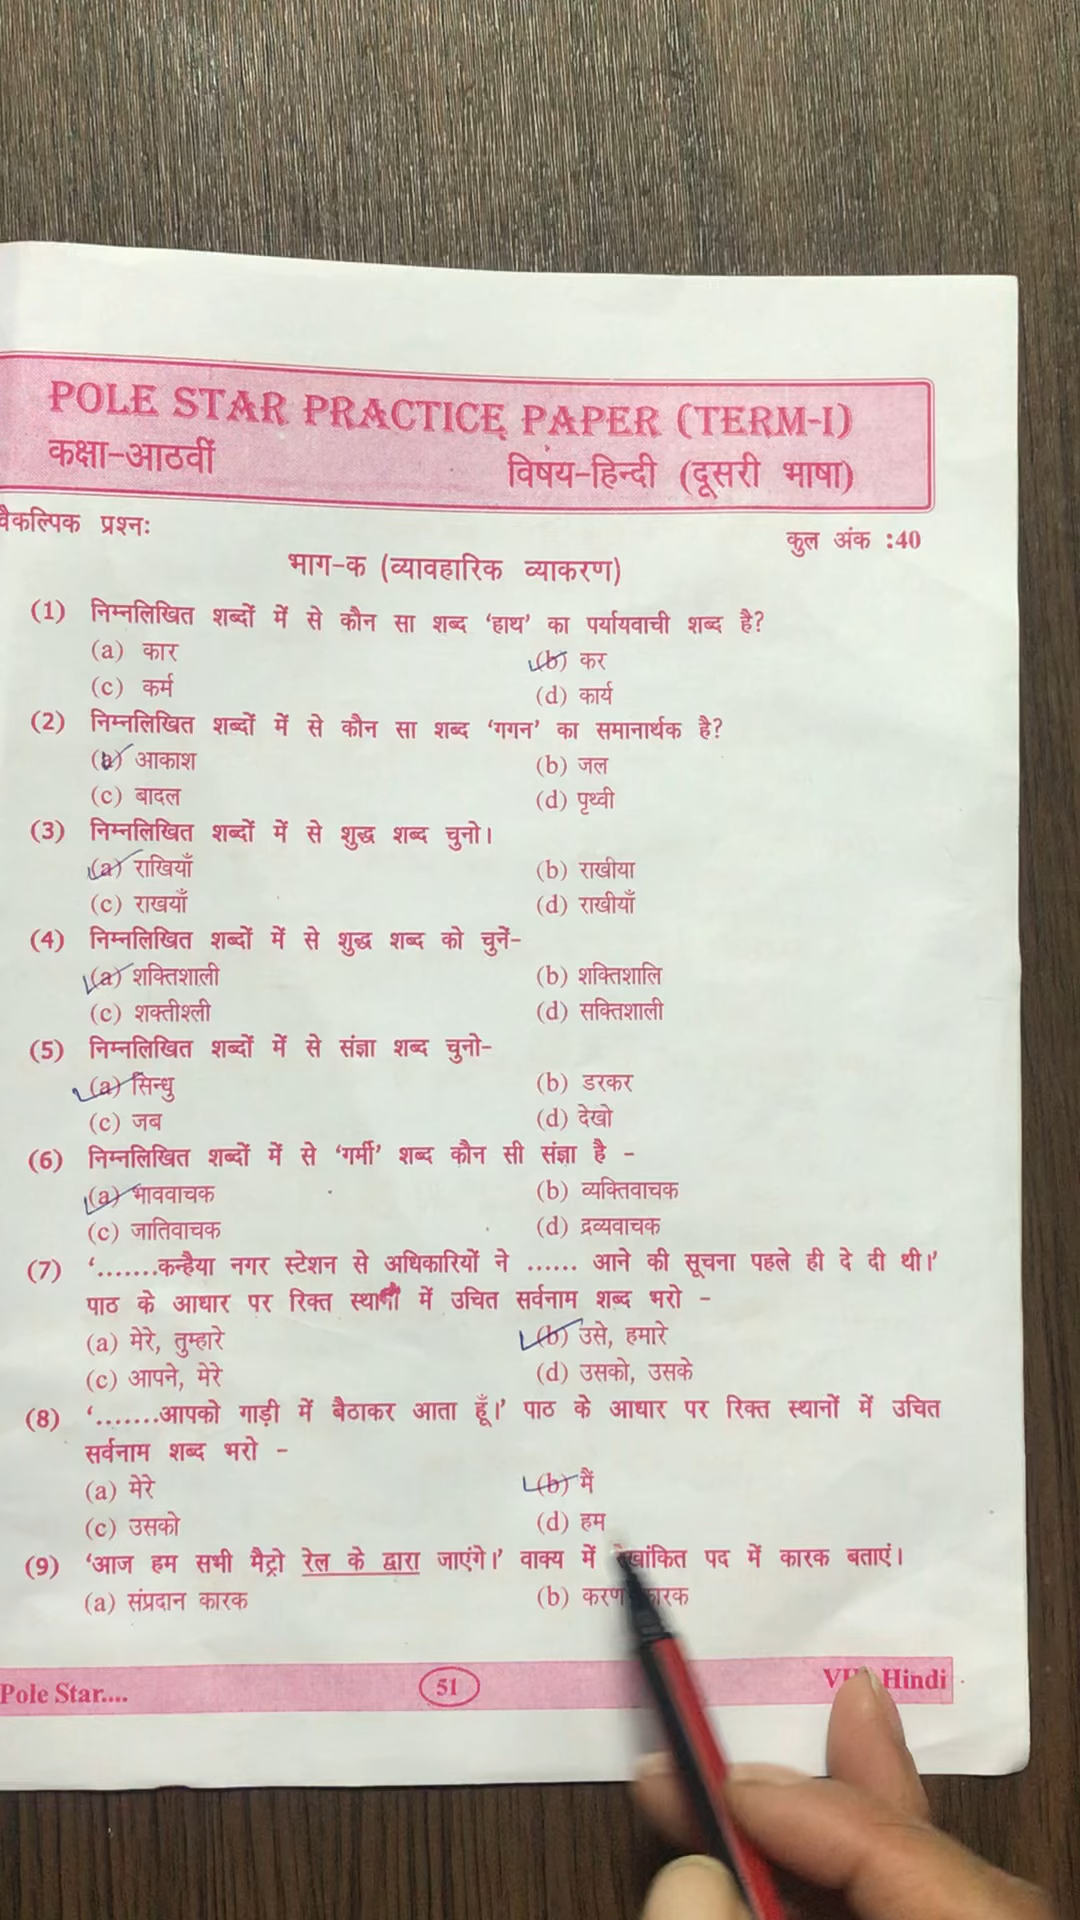 POLE STAR PRACTICE PAPER (TERM-I)
कक्षा-आठवीं विषय-हिन्दी (दूसरी भाषा)
वैकल्पिक प्रश्नः कुल अंक :40
भाग-क (व्यावहारिक व्याकरण)
(1) निम्नलिखित शब्दों में से कौन सा शब्द ‘हाथ’ का पर्यायवाची शब्द है?
(a) कार (b) कर
(c) कर्म (d) कार्य
(2) निम्नलिखित शब्दों में से कौन सा शब्द ‘गगन’ का समानार्थक है?
(a) आकाश (b) जल
(c) बादल (d) पृथ्वी
(3) निम्नलिखित शब्दों में से शुद्ध शब्द चुनो।
(a) राखियाँ (b) राखीया
(c) राखयाँ (d) राखीयाँ
(4) निम्नलिखित शब्दों में से शुद्ध शब्द को चुनें-
(a) शक्तिशाली (b) शक्तिशालि
(c) शक्तीश्ली (d) सक्तिशाली
(5) निम्नलिखित शब्दों में से संज्ञा शब्द चुनो-
(a) सिन्धु (b) डरकर
(c) जब (d) देखो
(6) निम्नलिखित शब्दों में से ‘गर्मी’ शब्द कौन सी संज्ञा है -
(a) भाववाचक (b) व्यक्तिवाचक
(c) जातिवाचक (d) द्रव्यवाचक
(7) ‘.......कन्हैया नगर स्टेशन से अधिकारियों ने ...... आने की सूचना पहले ही दे दी थी।’
पाठ के आधार पर रिक्त स्थानों में उचित सर्वनाम शब्द भरो -
(a) मेरे, तुम्हारे (b) उसे, हमारे
(c) आपने, मेरे (d) उसको, उसके
(8) ‘.......आपको गाड़ी में बैठाकर आता हूँ।’ पाठ के आधार पर रिक्त स्थानों में उचित
सर्वनाम शब्द भरो -
(a) मेरे (b) मैं
(c) उसको (d) हम
(9) ‘आज हम सभी मैट्रो रेल के द्वारा जाएंगे।’ वाक्य में रेखांकित पद में कारक बताएं।
(a) संप्रदान कारक (b) करण कारक
Pole Star.... 51 Hindi